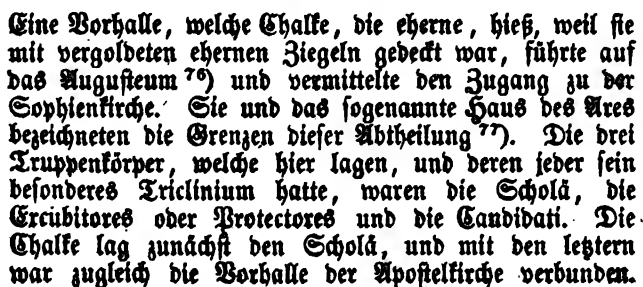 Eine Vorhalle, welche Chalke, die eherne, hieß, weil sie
mit vergoldeten ehernen Ziegeln gedeckt war, führte auf
das Augusteum ⁷⁶) und vermittelte den Zugang zu der
Sophienkirche. Sie und das sogenannte Haus des Ares
bezeichneten die Grenzen dieser Abtheilung ⁷⁷). Die drei
Truppenkörper, welche hier lagen, und deren jeder sein
besonderes Triclinium hatte, waren die Scholä, die
Excubitores oder Protectores und die Candidati. Die
Chalke lag zunächst den Scholä, und mit den letztern
war zugleich die Vorhalle der Apostelkirche verbunden.